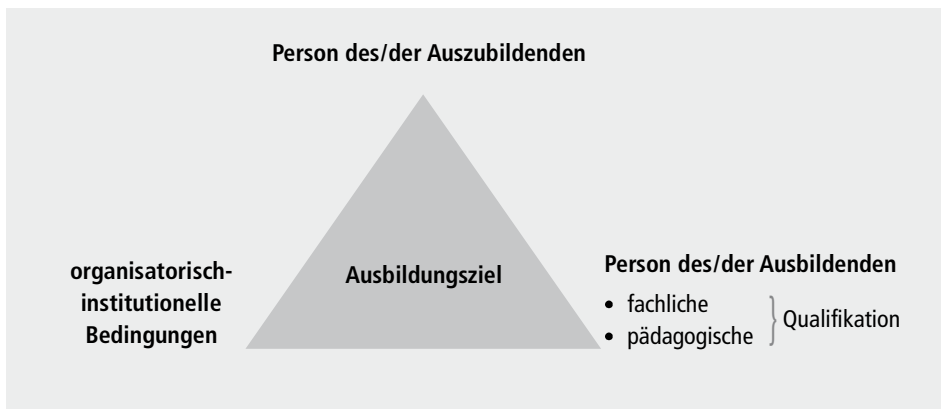 Person des/der Auszubildenden
organisatorisch-
institutionelle
Bedingungen
Ausbildungsziel
Person des/der Ausbildenden
• fachliche
• pädagogische
Qualifikation